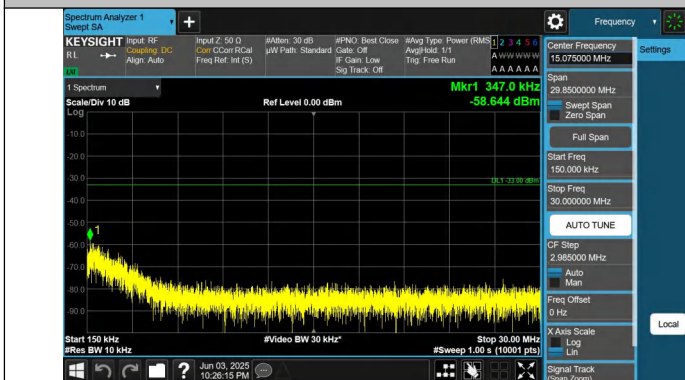 Spectrum Analyzer 1
Swept SA
Frequency
KEYSIGHT
RL
Input: RF
Coupling: DC
Align: Auto
Input Z: 50 Ω
Corr CCorr RCal
Freq Ref: Int (S)
#Atten: 30 dB
µW Path: Standard
#PNO: Best Close
Gate: Off
IF Gain: Low
Sig Track: Off
#Avg Type: Power (RMS
Avg|Hold: 1/1
Trig: Free Run
1 2 3 4 5 6
A W W W W W
A A A A A A
1 Spectrum
Scale/Div 10 dB
Log
Ref Level 0.00 dBm
Mkr1 347.0 kHz
-58.644 dBm
-10.0
-20.0
-30.0
DL1 -33.00 dBm
-40.0
-50.0
1
-60.0
-70.0
-80.0
-90.0
Start 150 kHz
#Res BW 10 kHz
#Video BW 30 kHz*
Stop 30.00 MHz
#Sweep 1.00 s (10001 pts)
Center Frequency
15.075000 MHz
Settings
Span
29.8500000 MHz
Swept Span
Zero Span
Full Span
Start Freq
150.000 kHz
Stop Freq
30.000000 MHz
AUTO TUNE
CF Step
2.985000 MHz
Auto
Man
Freq Offset
0 Hz
X Axis Scale
Log
Lin
Local
Signal Track
(Span Zoom)
?
Jun 03, 2025
10:26:15 PM